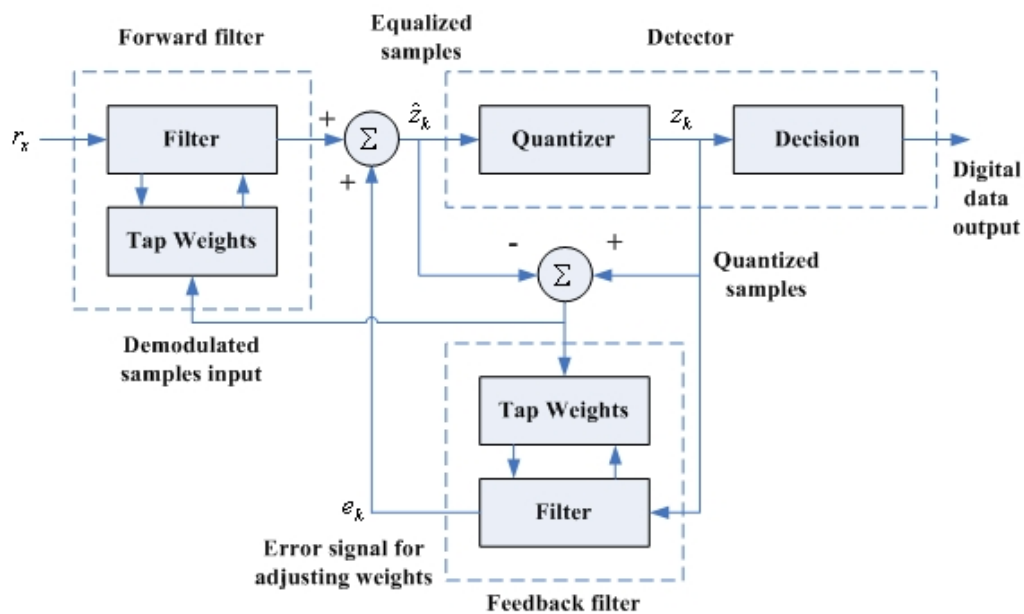 Forward filter
Equalized
samples
Detector
r_x
Filter
Tap Weights
+
Σ
+
ẑ_k
Quantizer
z_k
Decision
Digital
data
output
-
Σ
+
Quantized
samples
Demodulated
samples input
Tap Weights
Filter
e_k
Error signal for
adjusting weights
Feedback filter